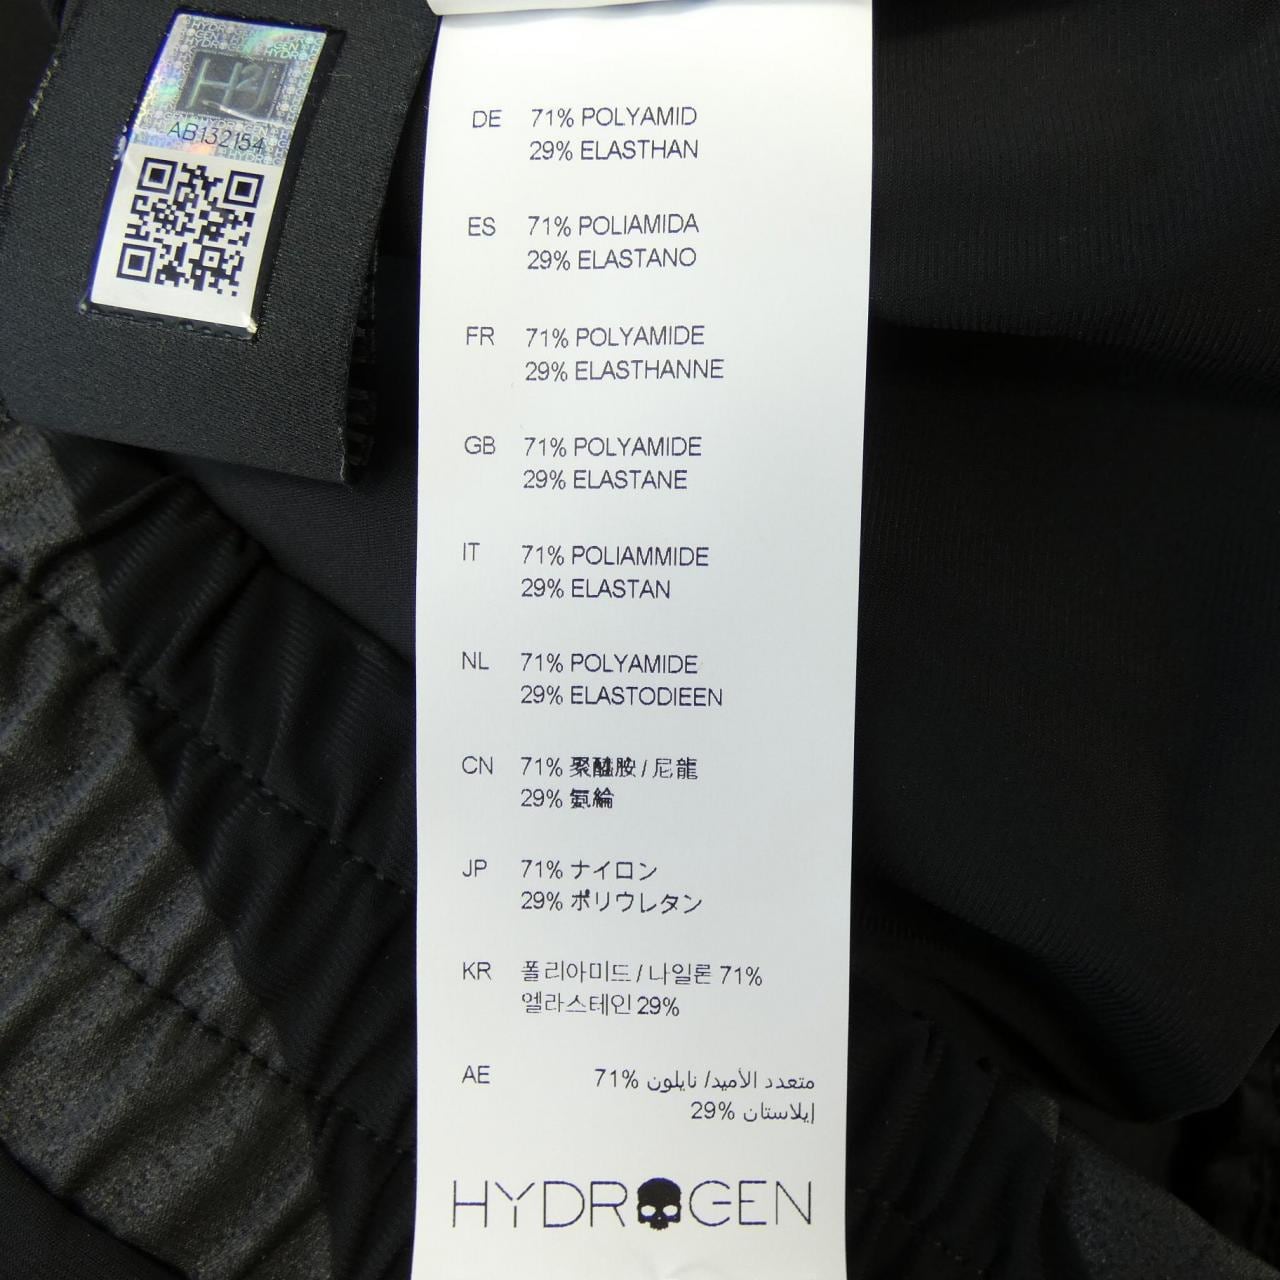 AB132154
DE 71% POLYAMID
29% ELASTHAN
ES 71% POLIAMIDA
29% ELASTANO
FR 71% POLYAMIDE
29% ELASTHANNE
GB 71% POLYAMIDE
29% ELASTANE
IT 71% POLIAMMIDE
29% ELASTAN
NL 71% POLYAMIDE
29% ELASTODIEEN
CN 71% 聚醯胺 / 尼龍
29% 氨綸
JP 71% ナイロン
29% ポリウレタン
KR 폴리아미드 / 나일론 71%
엘라스테인 29%
AE متعدد الأميد/ نايلون 71%
إيلاستان 29%
HYDROGEN